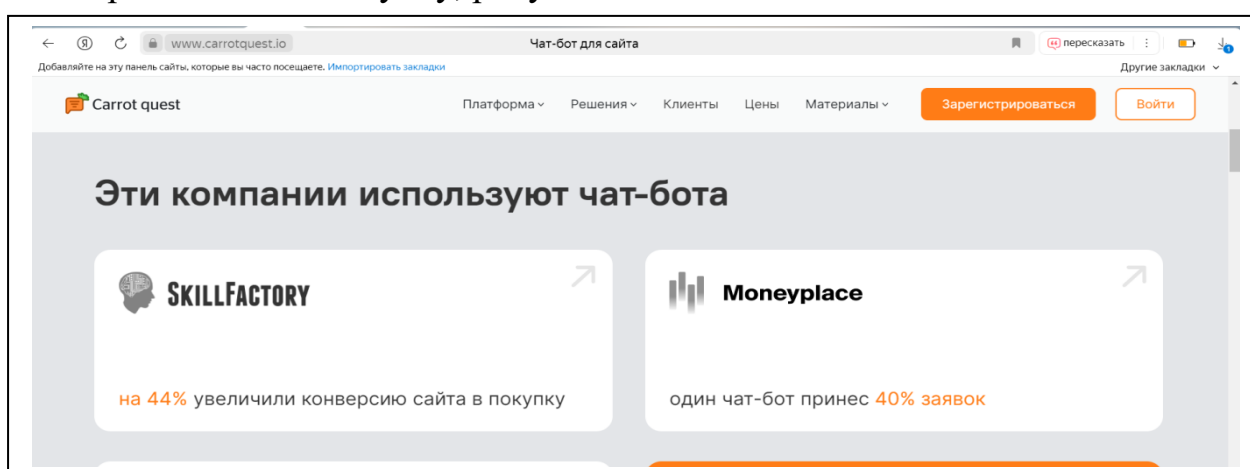 www.carrotquest.io
Чат-бот для сайта
пересказать
Добавляйте на эту панель сайты, которые вы часто посещаете. Импортировать закладки
Другие закладки
Carrot quest
Платформа
Решения
Клиенты
Цены
Материалы
Зарегистрироваться
Войти
Эти компании используют чат-бота
SKILLFACTORY
Moneyplace
на 44% увеличили конверсию сайта в покупку
один чат-бот принес 40% заявок